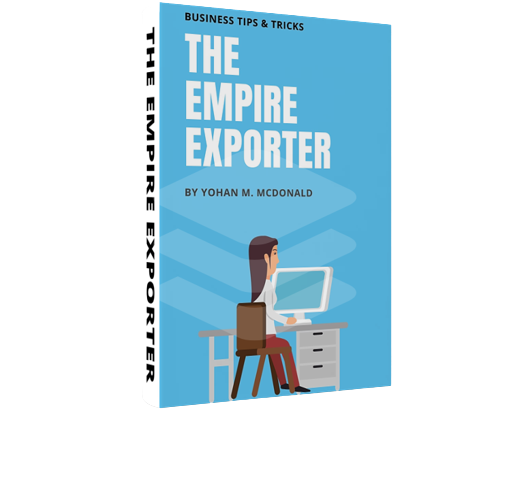 BUSINESS TIPS & TRICKS
THE
EMPIRE
EXPORTER
BY YOHAN M. MCDONALD
THE EMPIRE EXPORTER